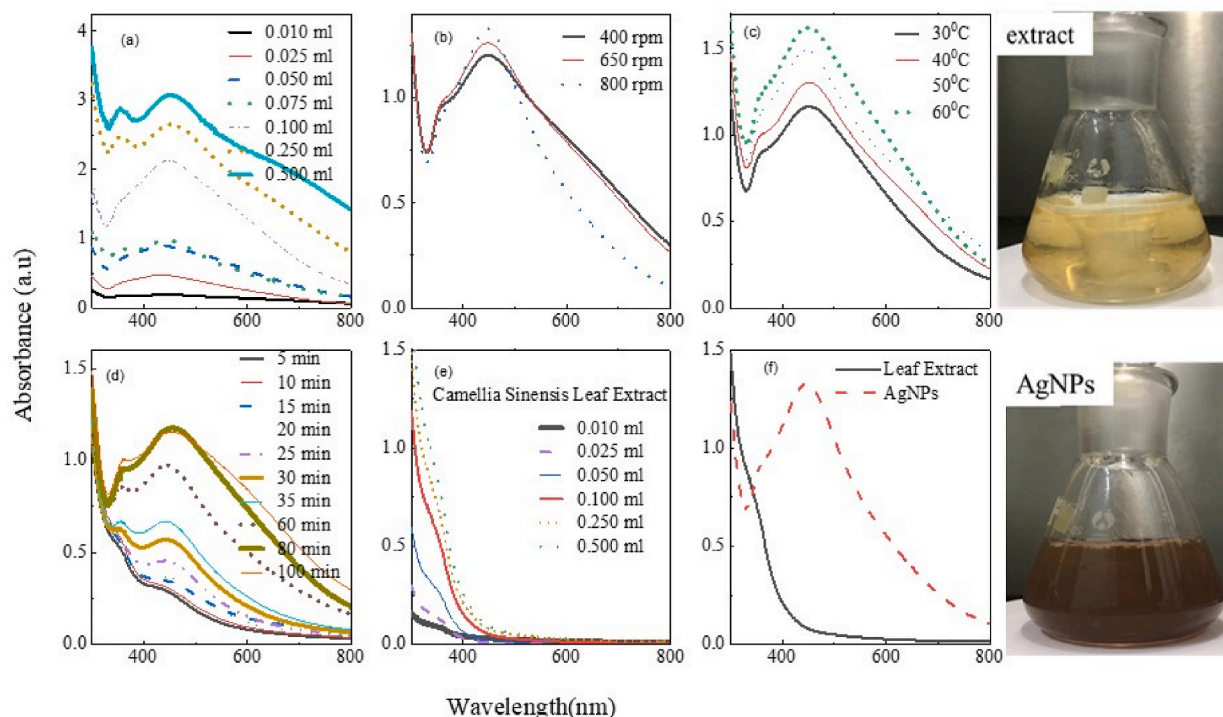 Absorbance (a.u)
4
3
2
1
0
(a)
0.010 ml
0.025 ml
0.050 ml
0.075 ml
0.100 ml
0.250 ml
0.500 ml
400 600 800
1.0
0.5
0.0
(b)
400 rpm
650 rpm
800 rpm
400 600 800
1.5
1.0
0.5
0.0
(c)
30⁰C
40⁰C
50⁰C
60⁰C
400 600 800
extract
1.5
1.0
0.5
0.0
(d)
5 min
10 min
15 min
20 min
25 min
30 min
35 min
60 min
80 min
100 min
400 600 800
1.5
1.0
0.5
0.0
(e)
Camellia Sinensis Leaf Extract
0.010 ml
0.025 ml
0.050 ml
0.100 ml
0.250 ml
0.500 ml
400 600 800
1.5
1.0
0.5
0.0
(f)
Leaf Extract
AgNPs
400 600 800
AgNPs
Wavelength(nm)